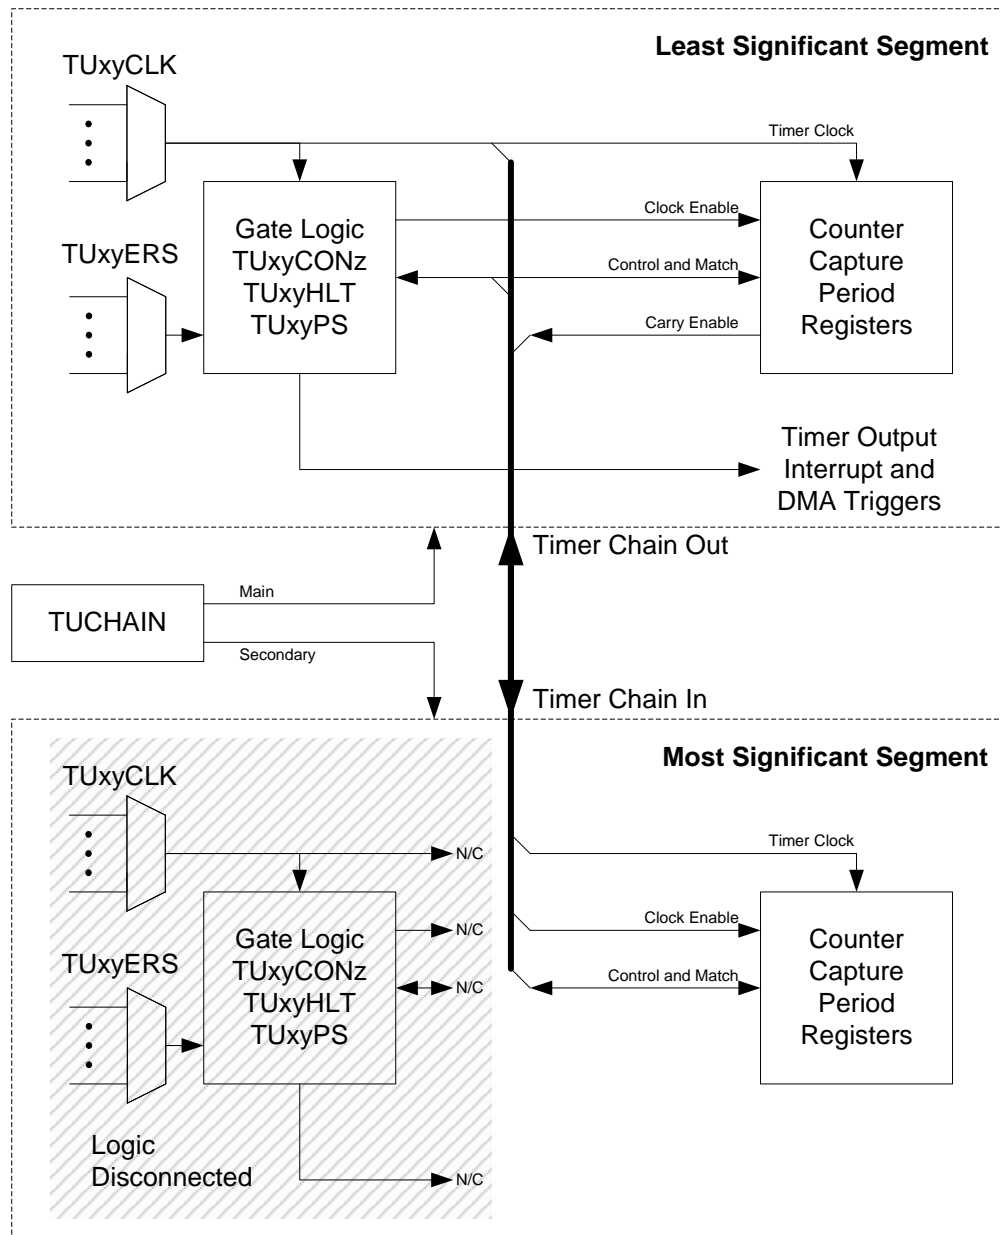 Least Significant Segment
TUxyCLK
Timer Clock
Gate Logic
TUxyCONz
TUxyHLT
TUxyPS
Clock Enable
Counter
Capture
Period
Registers
TUxyERS
Control and Match
Carry Enable
Timer Output
Interrupt and
DMA Triggers
Timer Chain Out
TUCHAIN
Main
Secondary
Timer Chain In
Most Significant Segment
TUxyCLK
N/C
Timer Clock
Gate Logic
TUxyCONz
TUxyHLT
TUxyPS
N/C
Clock Enable
Counter
Capture
Period
Registers
TUxyERS
N/C
Control and Match
Logic
Disconnected
N/C